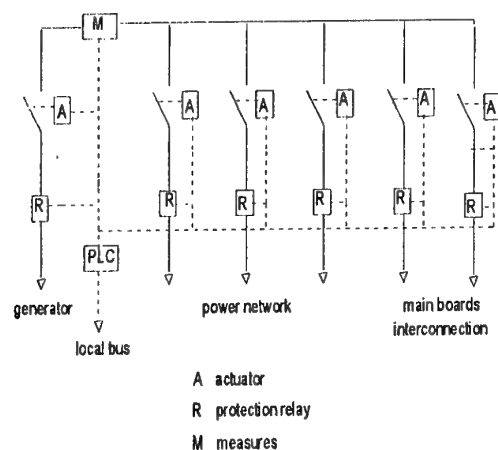 M
A A A A A A
R R R R R R
PLC
generator power network main boards
interconnection
local bus
A actuator
R protection relay
M measures